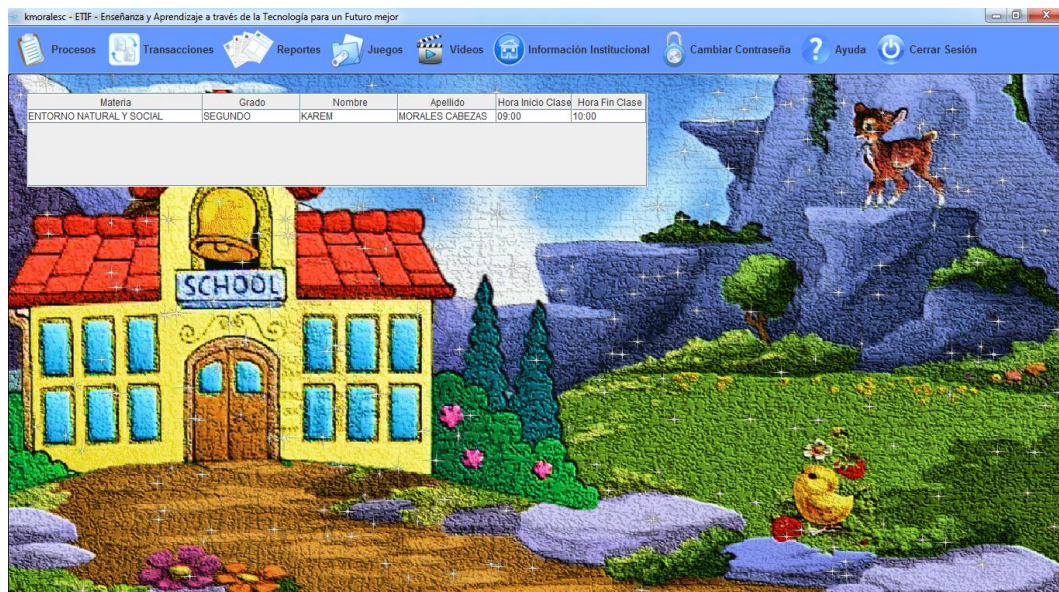 kmoralesc - ETIF - Enseñanza y Aprendizaje a través de la Tecnología para un Futuro mejor
Procesos Transacciones Reportes Juegos Videos Información Institucional Cambiar Contraseña Ayuda Cerrar Sesión
Materia Grado Nombre Apellido Hora Inicio Clase Hora Fin Clase
ENTORNO NATURAL Y SOCIAL SEGUNDO KAREM MORALES CABEZAS 09:00 10:00
SCHOOL